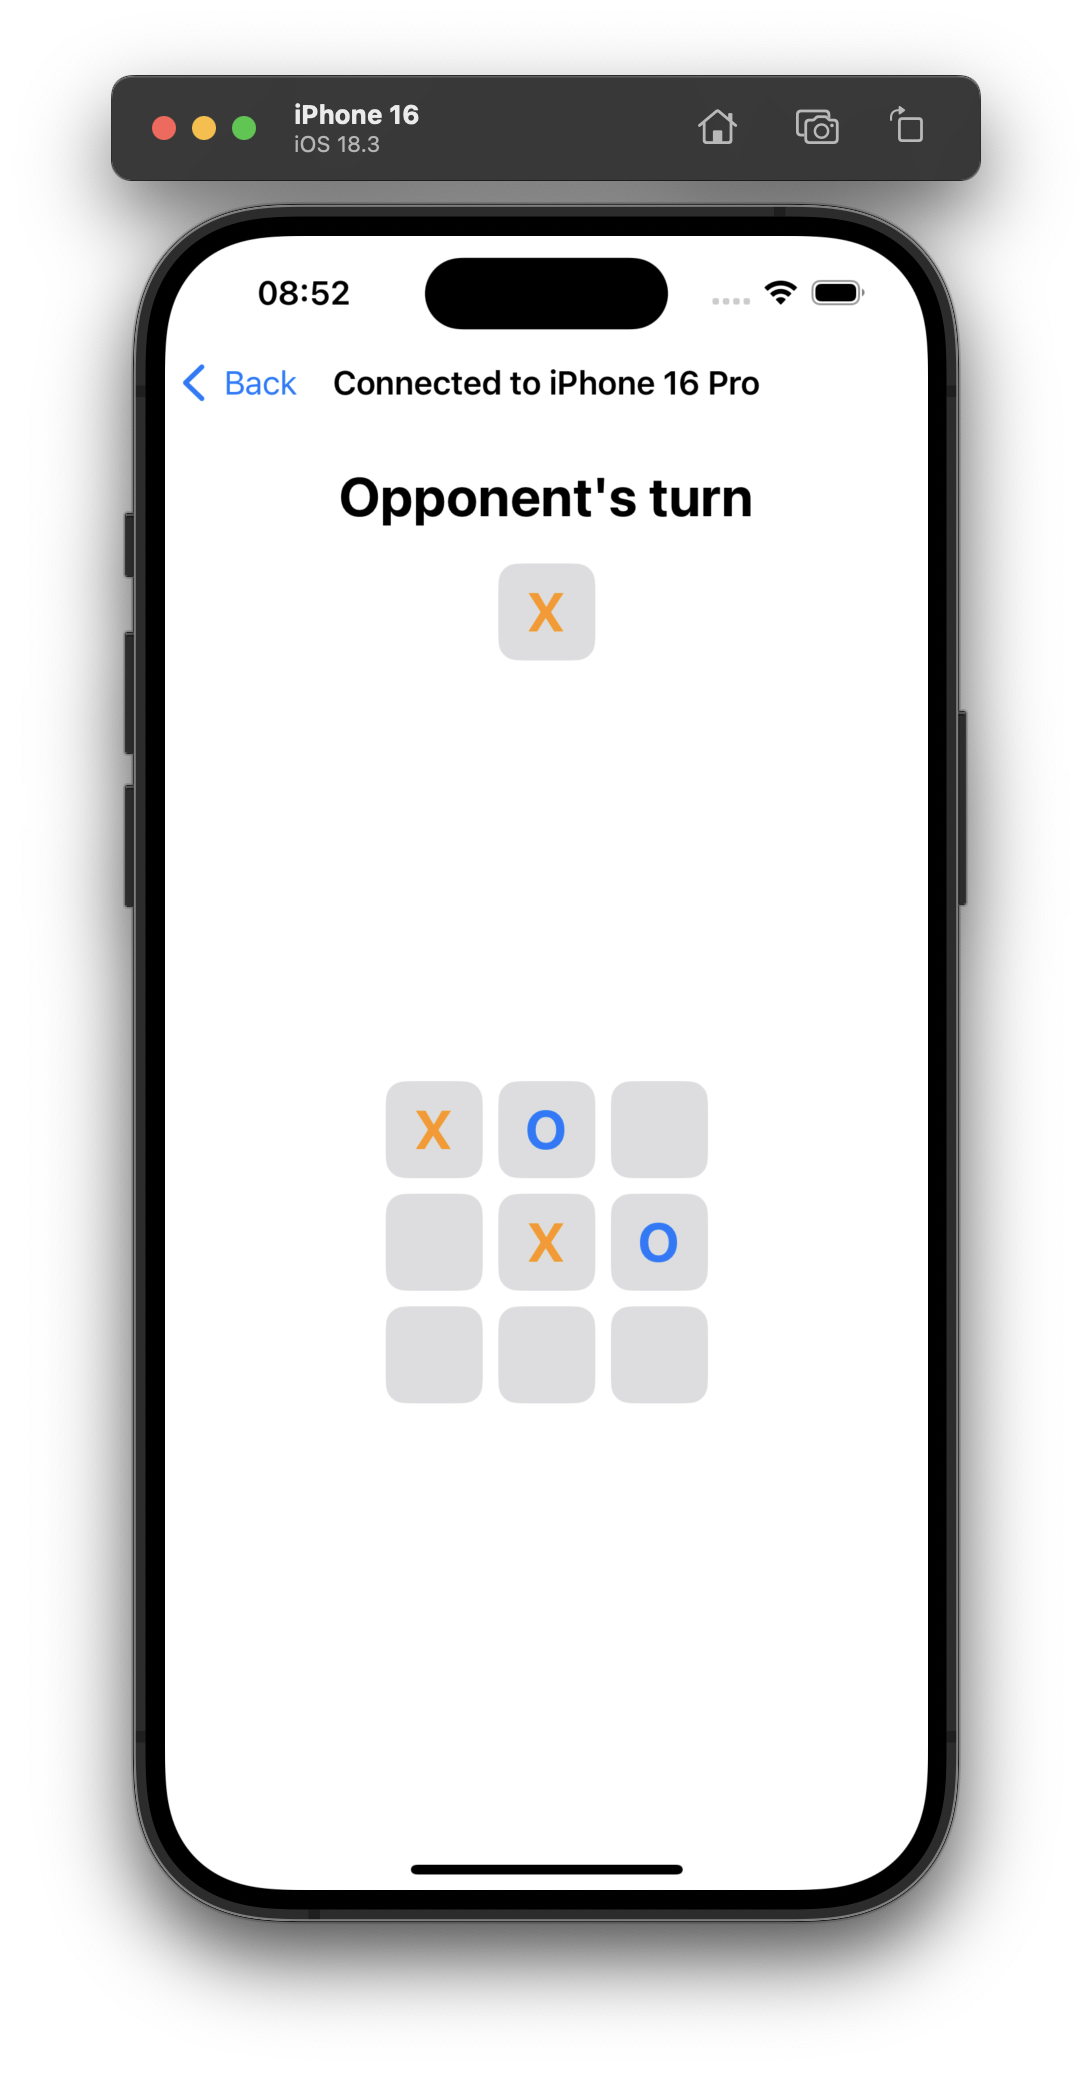 iPhone 16
iOS 18.3
08:52
Back Connected to iPhone 16 Pro
Opponent's turn
X
X O
X O